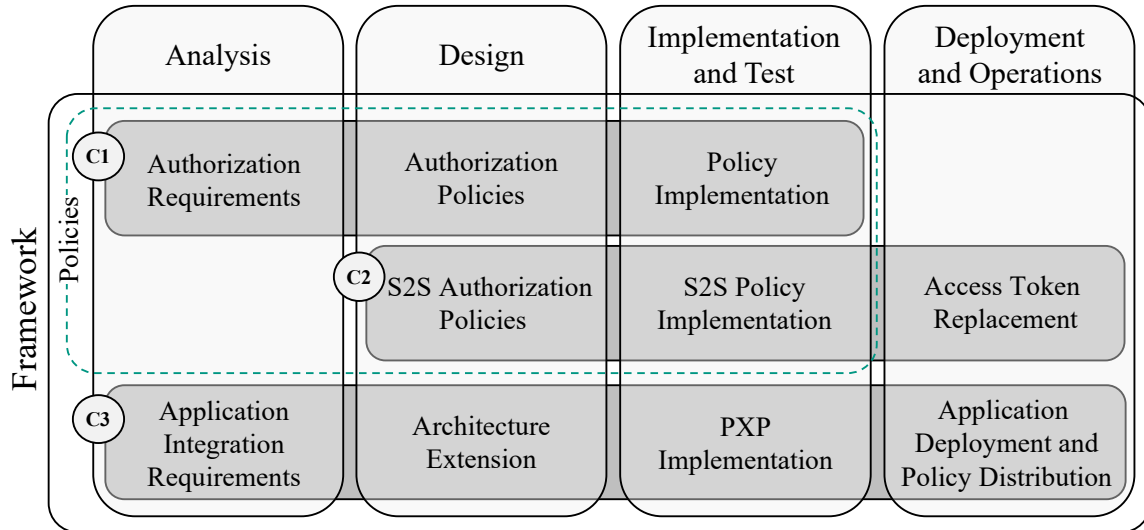 Analysis
Design
Implementation
and Test
Deployment
and Operations
Framework
Policies
C1
Authorization
Requirements
Authorization
Policies
Policy
Implementation
C2
S2S Authorization
Policies
S2S Policy
Implementation
Access Token
Replacement
C3
Application
Integration
Requirements
Architecture
Extension
PXP
Implementation
Application
Deployment and
Policy Distribution